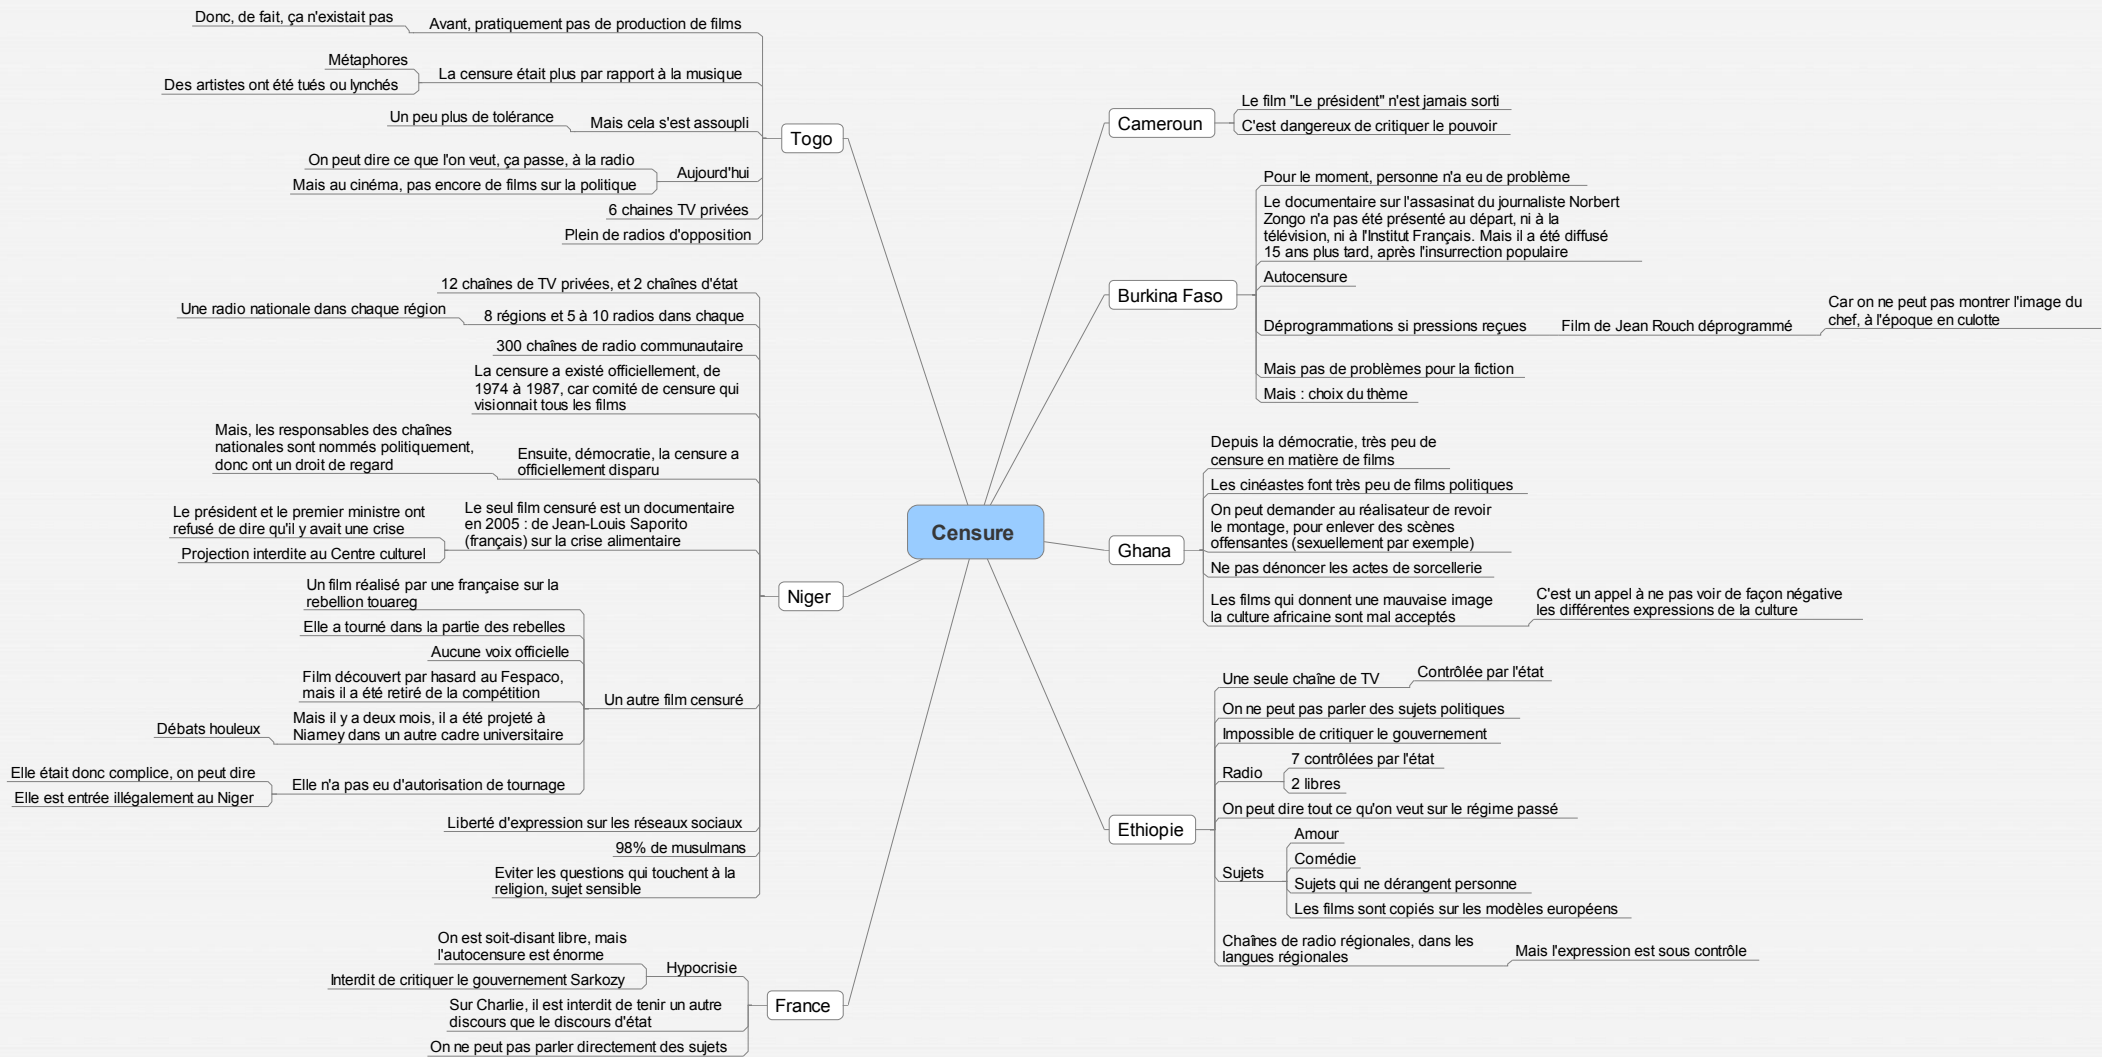 Censure
Togo
Avant, pratiquement pas de production de films
Donc, de fait, ça n'existait pas
La censure était plus par rapport à la musique
Métaphores
Des artistes ont été tués ou lynchés
Mais cela s'est assoupli
Un peu plus de tolérance
Aujourd'hui
On peut dire ce que l'on veut, ça passe, à la radio
Mais au cinéma, pas encore de films sur la politique
6 chaines TV privées
Plein de radios d'opposition
Niger
12 chaînes de TV privées, et 2 chaînes d'état
8 régions et 5 à 10 radios dans chaque
Une radio nationale dans chaque région
300 chaînes de radio communautaire
La censure a existé officiellement, de
1974 à 1987, car comité de censure qui
visionnait tous les films
Ensuite, démocratie, la censure a
officiellement disparu
Mais, les responsables des chaînes
nationales sont nommés politiquement,
donc ont un droit de regard
Le seul film censuré est un documentaire
en 2005 : de Jean-Louis Saporito
(français) sur la crise alimentaire
Le président et le premier ministre ont
refusé de dire qu'il y avait une crise
Projection interdite au Centre culturel
Un autre film censuré
Un film réalisé par une française sur la
rebellion touareg
Elle a tourné dans la partie des rebelles
Aucune voix officielle
Film découvert par hasard au Fespaco,
mais il a été retiré de la compétition
Mais il y a deux mois, il a été projeté à
Niamey dans un autre cadre universitaire
Débats houleux
Elle n'a pas eu d'autorisation de tournage
Elle était donc complice, on peut dire
Elle est entrée illégalement au Niger
Liberté d'expression sur les réseaux sociaux
98% de musulmans
Eviter les questions qui touchent à la
religion, sujet sensible
France
Hypocrisie
On est soit-disant libre, mais
l'autocensure est énorme
Interdit de critiquer le gouvernement Sarkozy
Sur Charlie, il est interdit de tenir un autre
discours que le discours d'état
On ne peut pas parler directement des sujets
Cameroun
Le film "Le président" n'est jamais sorti
C'est dangereux de critiquer le pouvoir
Burkina Faso
Pour le moment, personne n'a eu de problème
Le documentaire sur l'assasinat du journaliste Norbert
Zongo n'a pas été présenté au départ, ni à la
télévision, ni à l'Institut Français. Mais il a été diffusé
15 ans plus tard, après l'insurrection populaire
Autocensure
Déprogrammations si pressions reçues
Film de Jean Rouch déprogrammé
Car on ne peut pas montrer l'image du
chef, à l'époque en culotte
Mais pas de problèmes pour la fiction
Mais : choix du thème
Ghana
Depuis la démocratie, très peu de
censure en matière de films
Les cinéastes font très peu de films politiques
On peut demander au réalisateur de revoir
le montage, pour enlever des scènes
offensantes (sexuellement par exemple)
Ne pas dénoncer les actes de sorcellerie
Les films qui donnent une mauvaise image
la culture africaine sont mal acceptés
C'est un appel à ne pas voir de façon négative
les différentes expressions de la culture
Ethiopie
Une seule chaîne de TV
Contrôlée par l'état
On ne peut pas parler des sujets politiques
Impossible de critiquer le gouvernement
Radio
7 contrôlées par l'état
2 libres
On peut dire tout ce qu'on veut sur le régime passé
Sujets
Amour
Comédie
Sujets qui ne dérangent personne
Les films sont copiés sur les modèles européens
Chaînes de radio régionales, dans les
langues régionales
Mais l'expression est sous contrôle